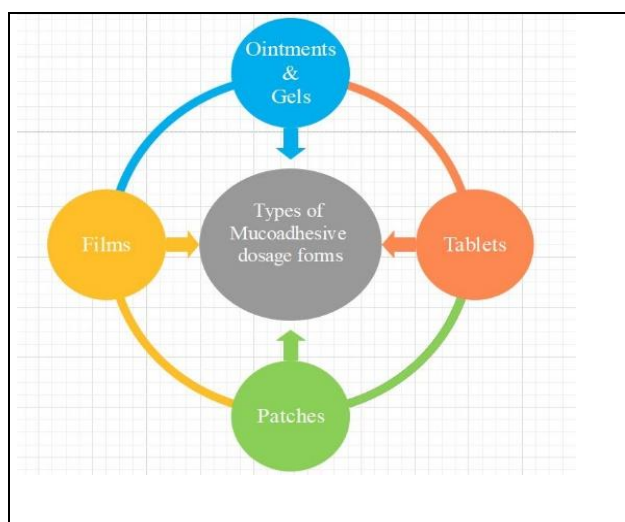 Ointments
&
Gels
Films
Types of
Mucoadhesive
dosage forms
Tablets
Patches